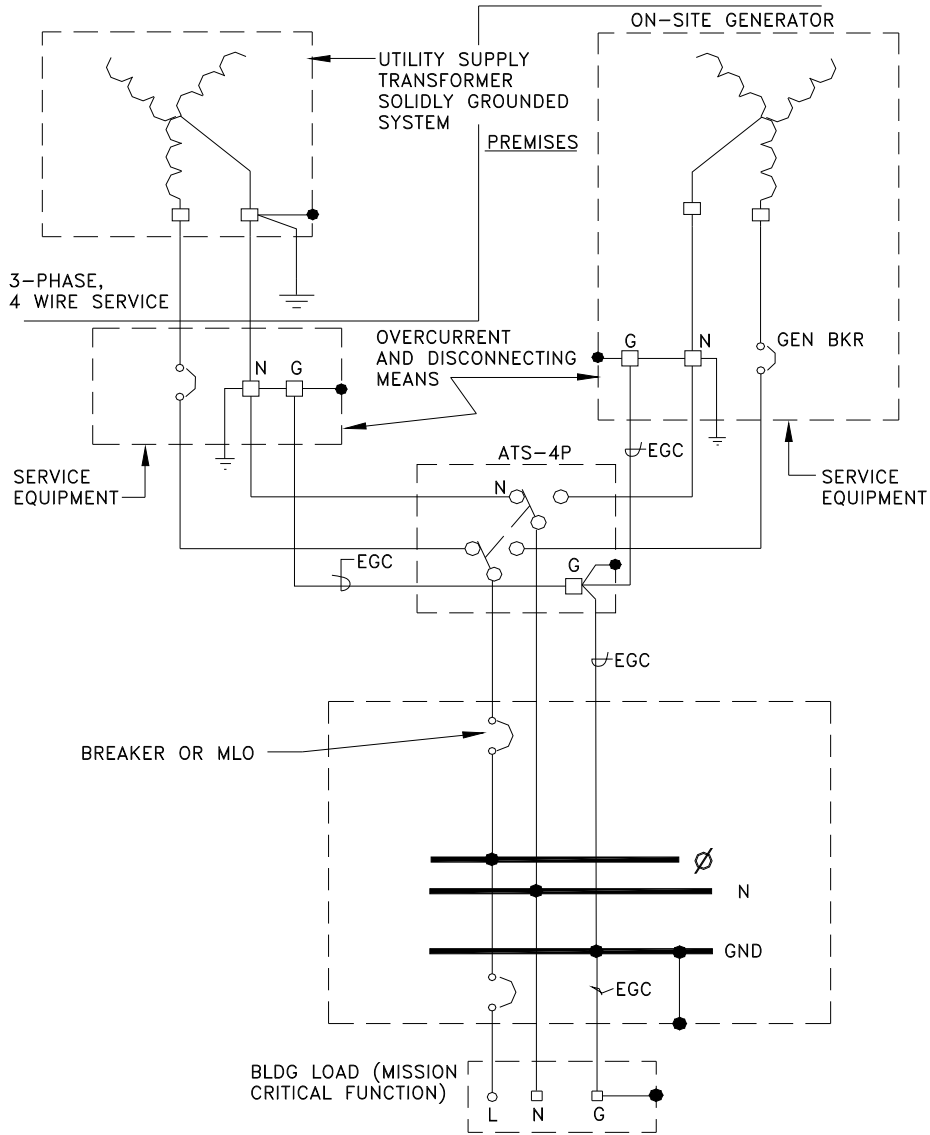 ON-SITE GENERATOR
UTILITY SUPPLY
TRANSFORMER
SOLIDLY GROUNDED
SYSTEM
PREMISES
3-PHASE,
4 WIRE SERVICE
OVERCURRENT
AND DISCONNECTING
MEANS
GEN BKR
G
N
N
G
EGC
ATS-4P
SERVICE
EQUIPMENT
SERVICE
EQUIPMENT
N
EGC
G
EGC
BREAKER OR MLO
Ø
N
GND
EGC
BLDG LOAD (MISSION
CRITICAL FUNCTION)
L
N
G